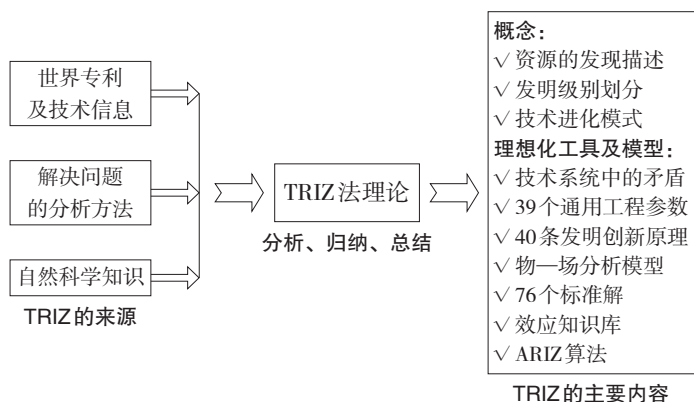 世界专利
及技术信息
解决问题
的分析方法
自然科学知识
TRIZ的来源
TRIZ法理论
分析、归纳、总结
概念：
√ 资源的发现描述
√ 发明级别划分
√ 技术进化模式
理想化工具及模型：
√ 技术系统中的矛盾
√ 39个通用工程参数
√ 40条发明创新原理
√ 物—场分析模型
√ 76个标准解
√ 效应知识库
√ ARIZ算法
TRIZ的主要内容